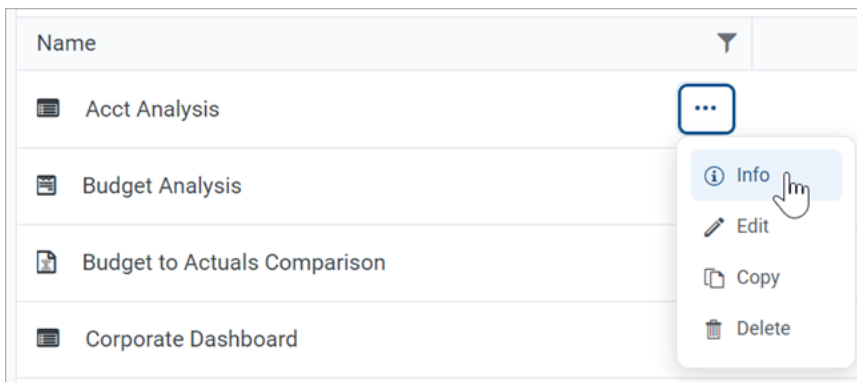 Name
Acct Analysis
Info
Budget Analysis
Edit
Budget to Actuals Comparison
Copy
Corporate Dashboard
Delete